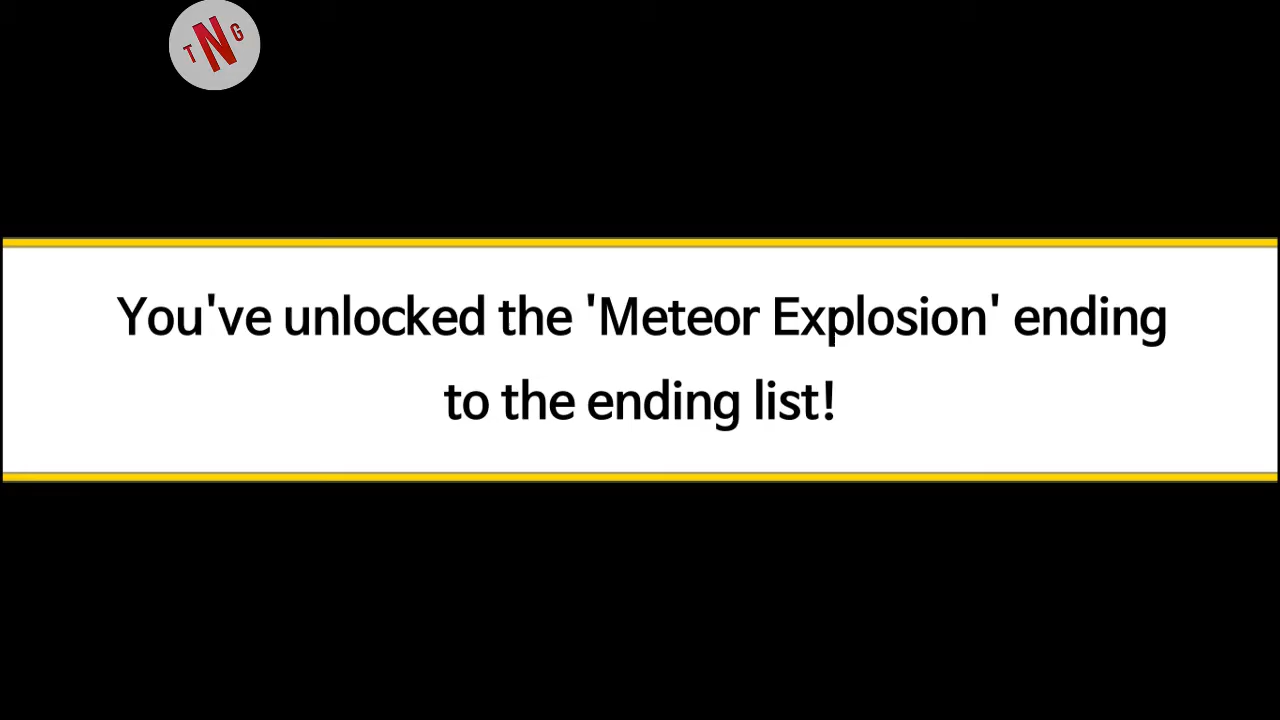 TNG
You've unlocked the 'Meteor Explosion' ending
to the ending list!